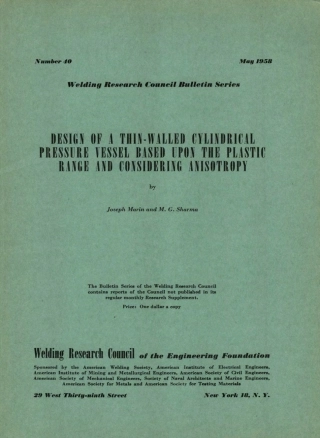 Number 40 May 1958
Welding Research Council Bulletin Series
DESIGN OF A THIN-WALLED CYLINDRICAL
PRESSURE VESSEL BASED UPON THE PLASTIC
RANGE AND CONSIDERING ANISOTROPY
by
Joseph Marin and M. G. Sharma
The Bulletin Series of the Welding Research Council
contains reports of the Council not published in its
regular monthly Research Supplement.
Price: One dollar a copy
Welding Research Council of the Engineering Foundation
Sponsored by the American Welding Society, American Institute of Electrical Engineers,
American Institute of Mining and Metallurgical Engineers, American Society of Civil Engineers,
American Society of Mechanical Engineers, Society of Naval Architects and Marine Engineers,
American Society for Metals and American Society for Testing Materials
29 West Thirty-ninth Street New York 18, N. Y.